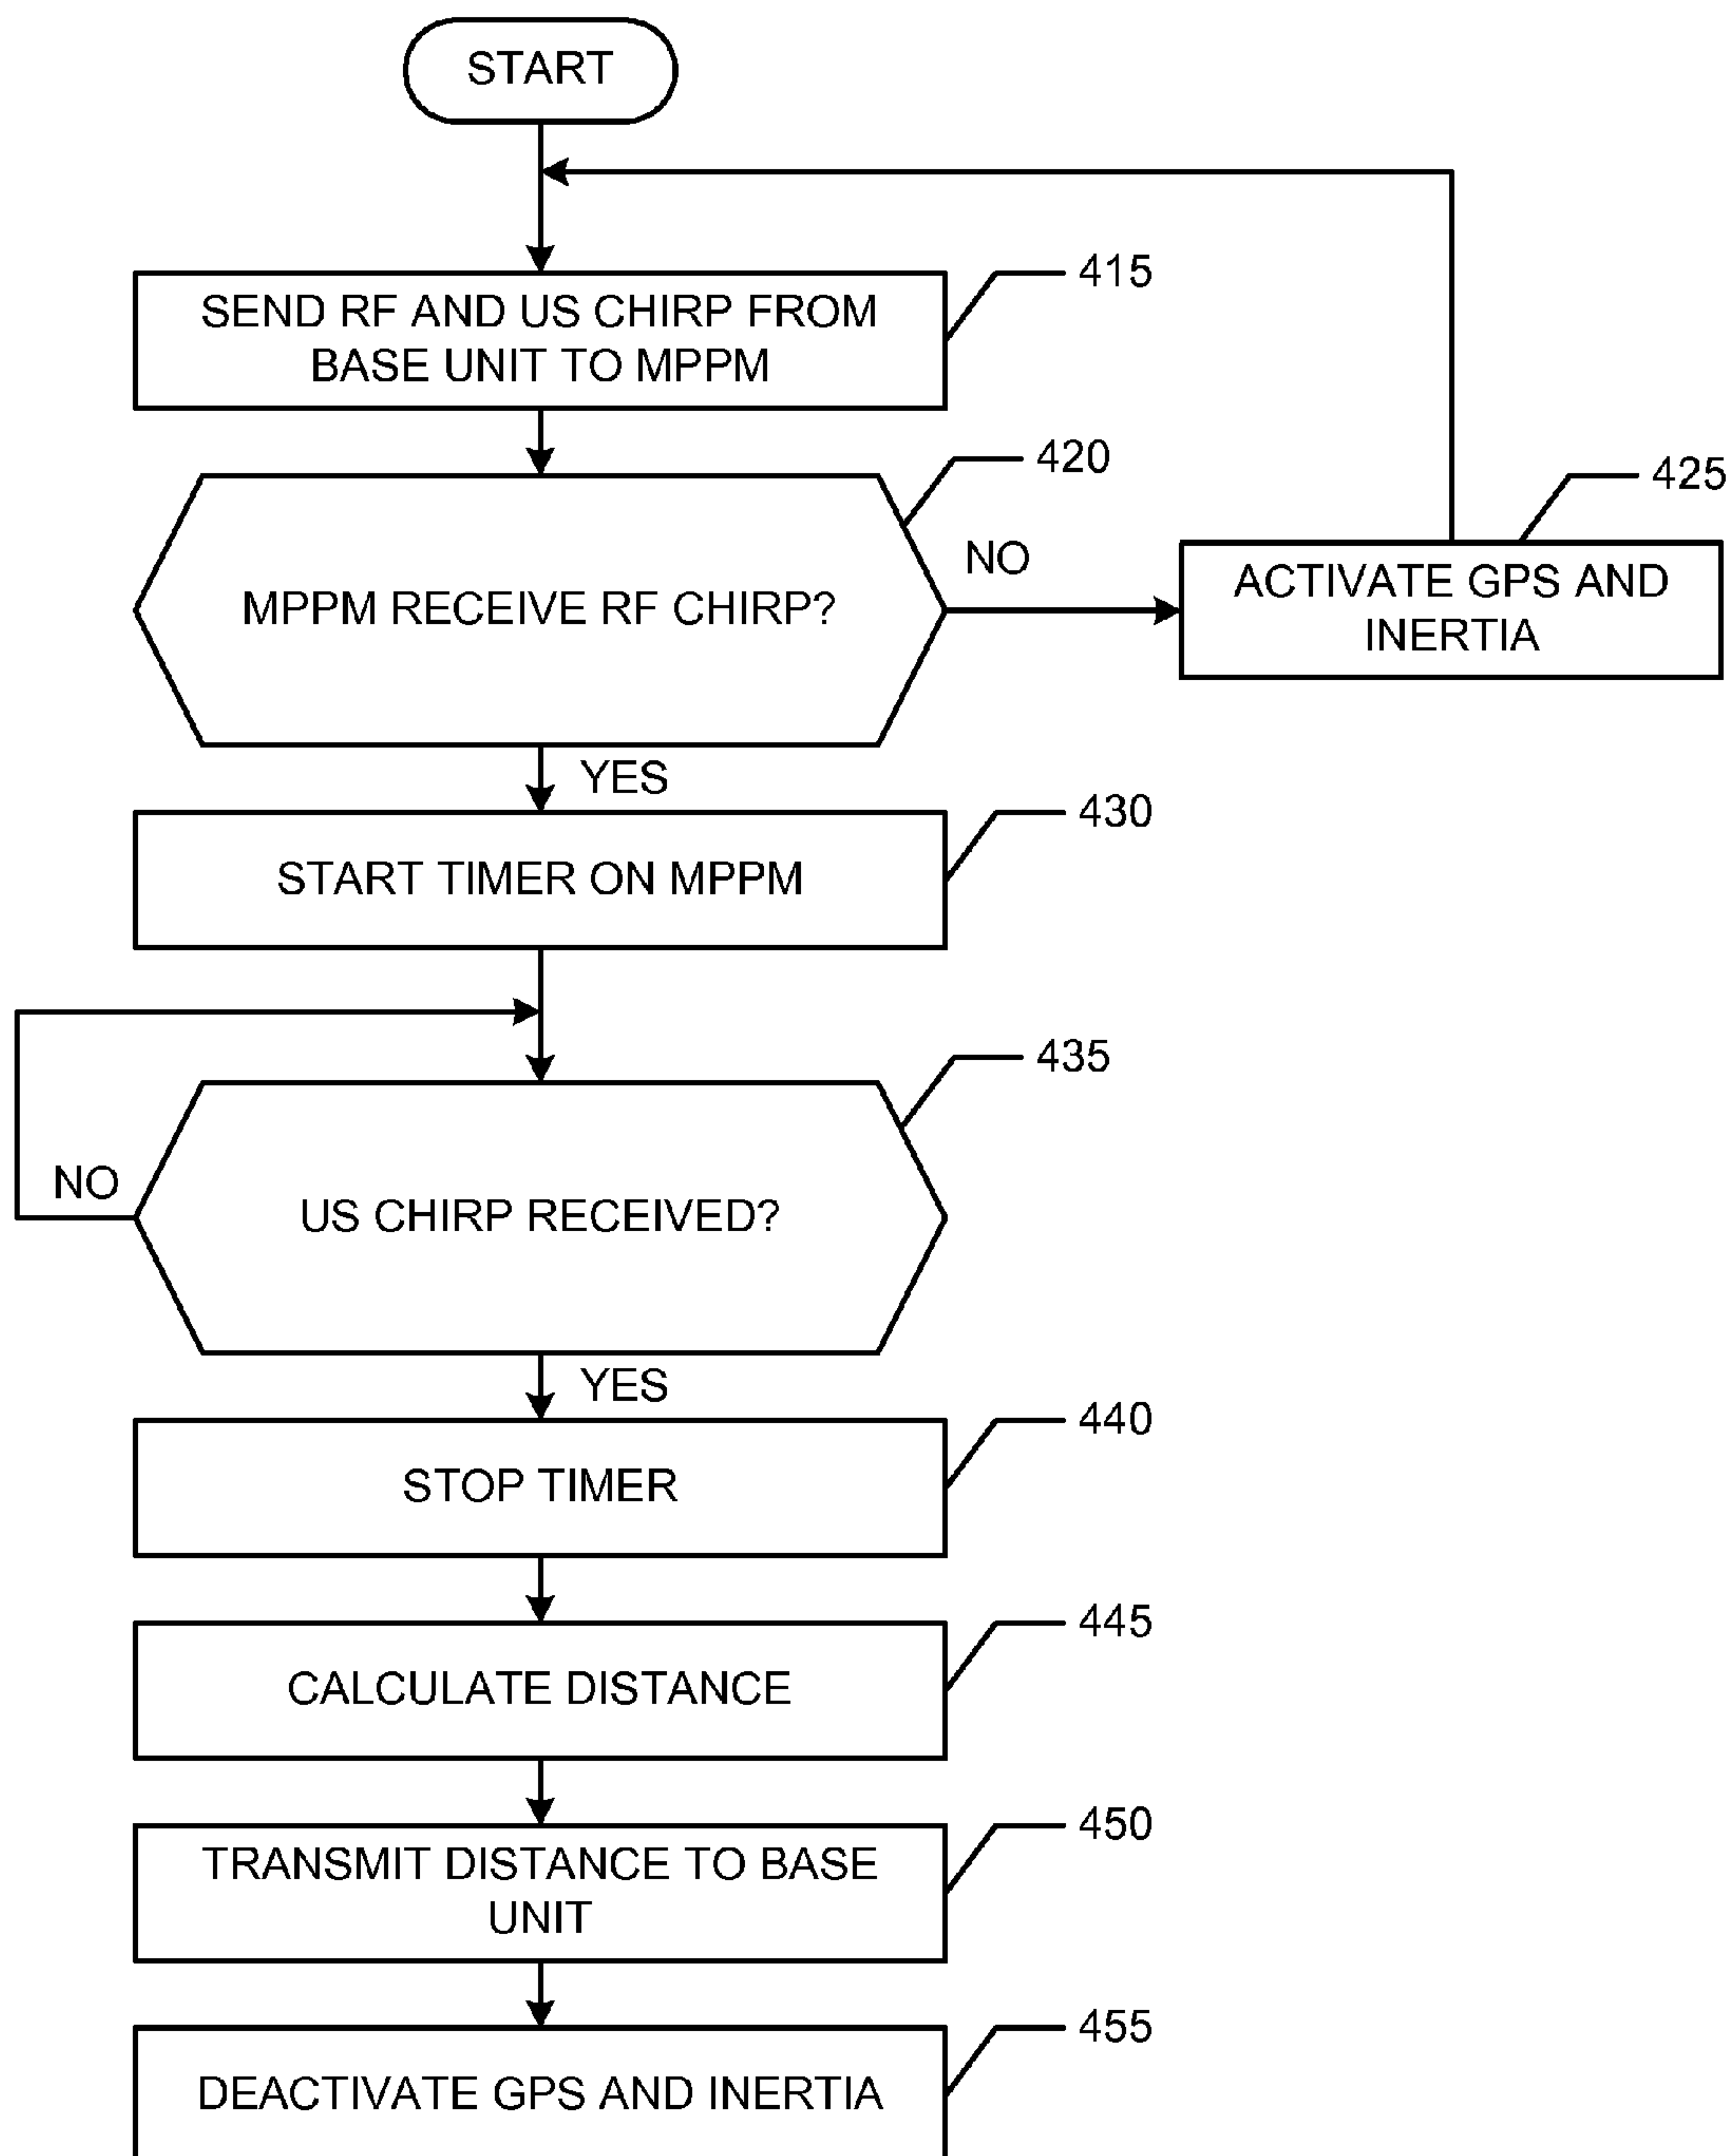 START
415
SEND RF AND US CHIRP FROM
BASE UNIT TO MPPM
420
425
NO
ACTIVATE GPS AND
INERTIA
MPPM RECEIVE RF CHIRP?
YES
430
START TIMER ON MPPM
435
NO
US CHIRP RECEIVED?
YES
440
STOP TIMER
445
CALCULATE DISTANCE
450
TRANSMIT DISTANCE TO BASE
UNIT
455
DEACTIVATE GPS AND INERTIA